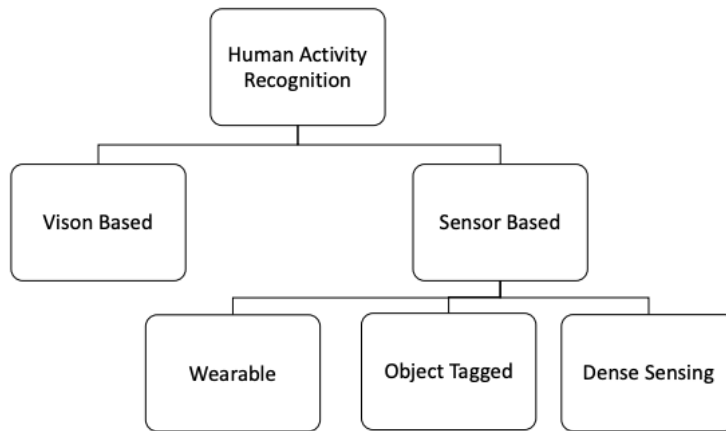 Human Activity
Recognition
Vison Based
Sensor Based
Wearable
Object Tagged
Dense Sensing